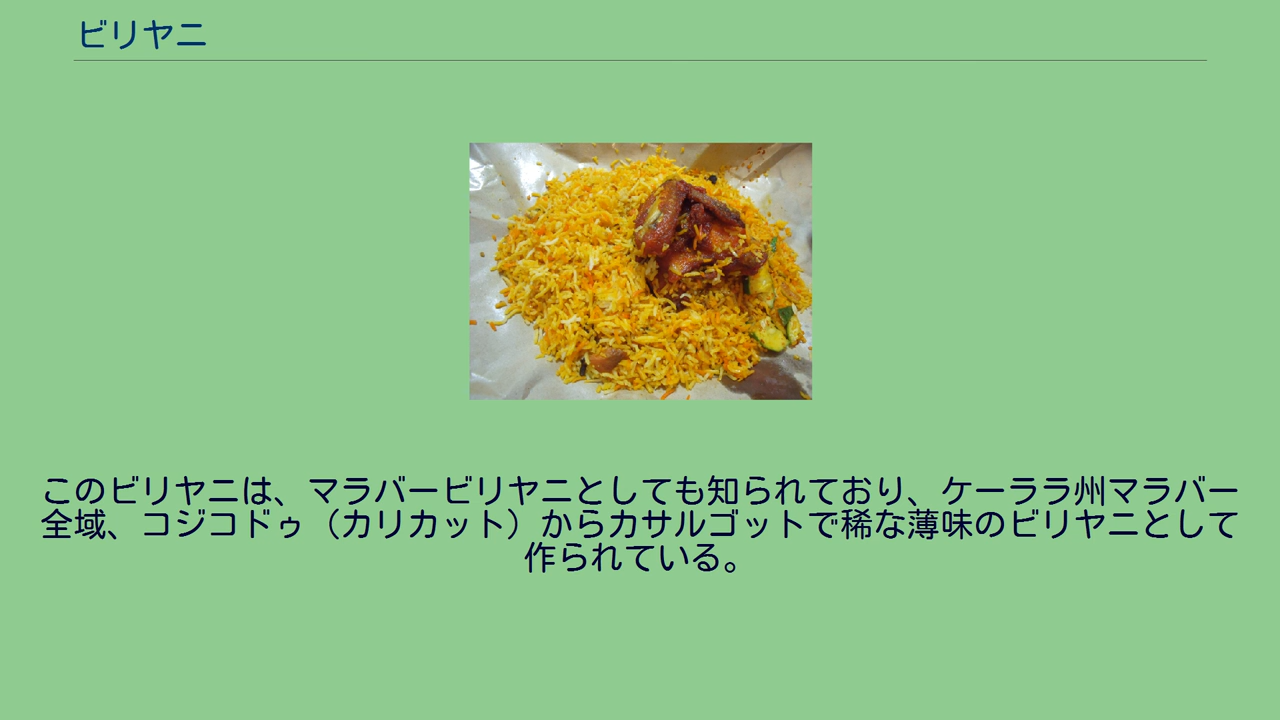 ビリヤニ
このビリヤニは、マラバービリヤニとしても知られており、ケーララ州マラバー
全域、コジコドゥ（カリカット）からカサルゴットで稀な薄味のビリヤニとして
作られている。